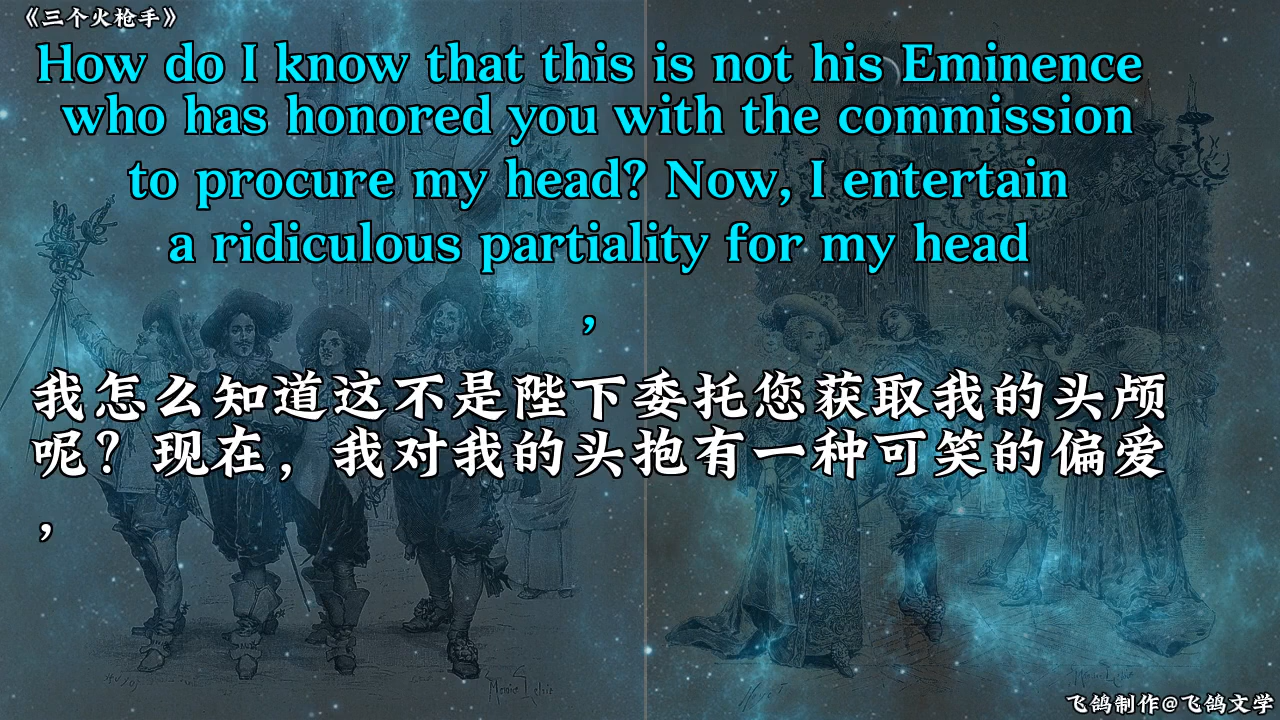 《三个火枪手》
How do I know that this is not his Eminence
who has honored you with the commission
to procure my head? Now, I entertain
a ridiculous partiality for my head
,
我怎么知道这不是陛下委托您获取我的头颅
呢？现在，我对我的头抱有一种可笑的偏爱
，
飞鸽制作@飞鸽文学